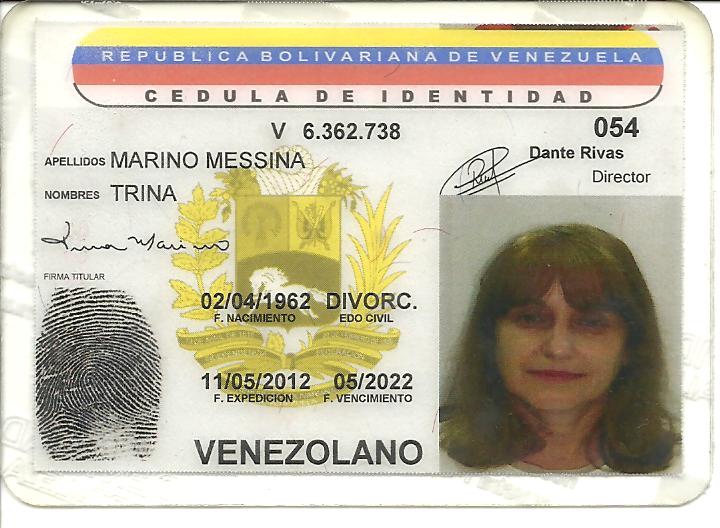 REPUBLICA BOLIVARIANA DE VENEZUELA
CEDULA DE IDENTIDAD
V 6.362.738
054
APELLIDOS MARINO MESSINA
Dante Rivas
Director
NOMBRES TRINA
Trina Marino
FIRMA TITULAR
02/04/1962 DIVORC.
F. NACIMIENTO EDO CIVIL
11/05/2012 05/2022
F. EXPEDICION F. VENCIMIENTO
VENEZOLANO